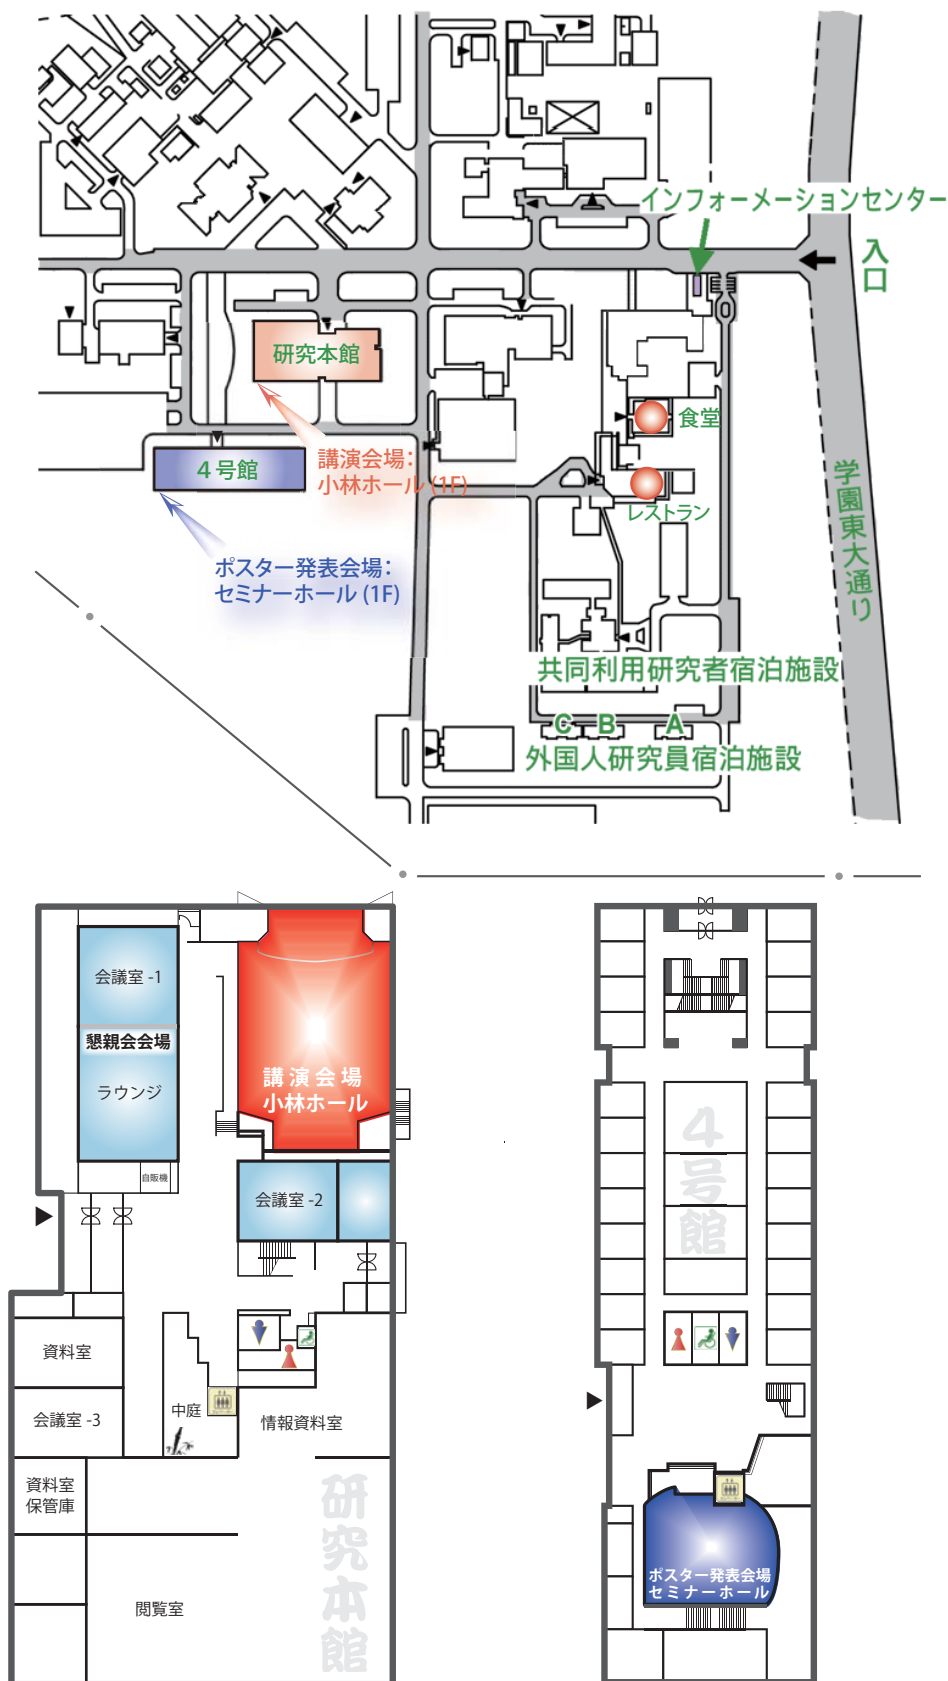 インフォーメーションセンター
入口
研究本館
食堂
4号館
講演会場：
小林ホール (1F)
学園東大通り
レストラン
ポスター発表会場：
セミナーホール (1F)
共同利用研究者宿泊施設
C B A
外国人研究員宿泊施設
会議室 -1
懇親会会場
ラウンジ
自販機
講演会場
小林ホール
会議室 -2
資料室
会議室 -3
中庭
情報資料室
資料室
保管庫
閲覧室
研究本館
4号館
ポスター発表会場
セミナーホール